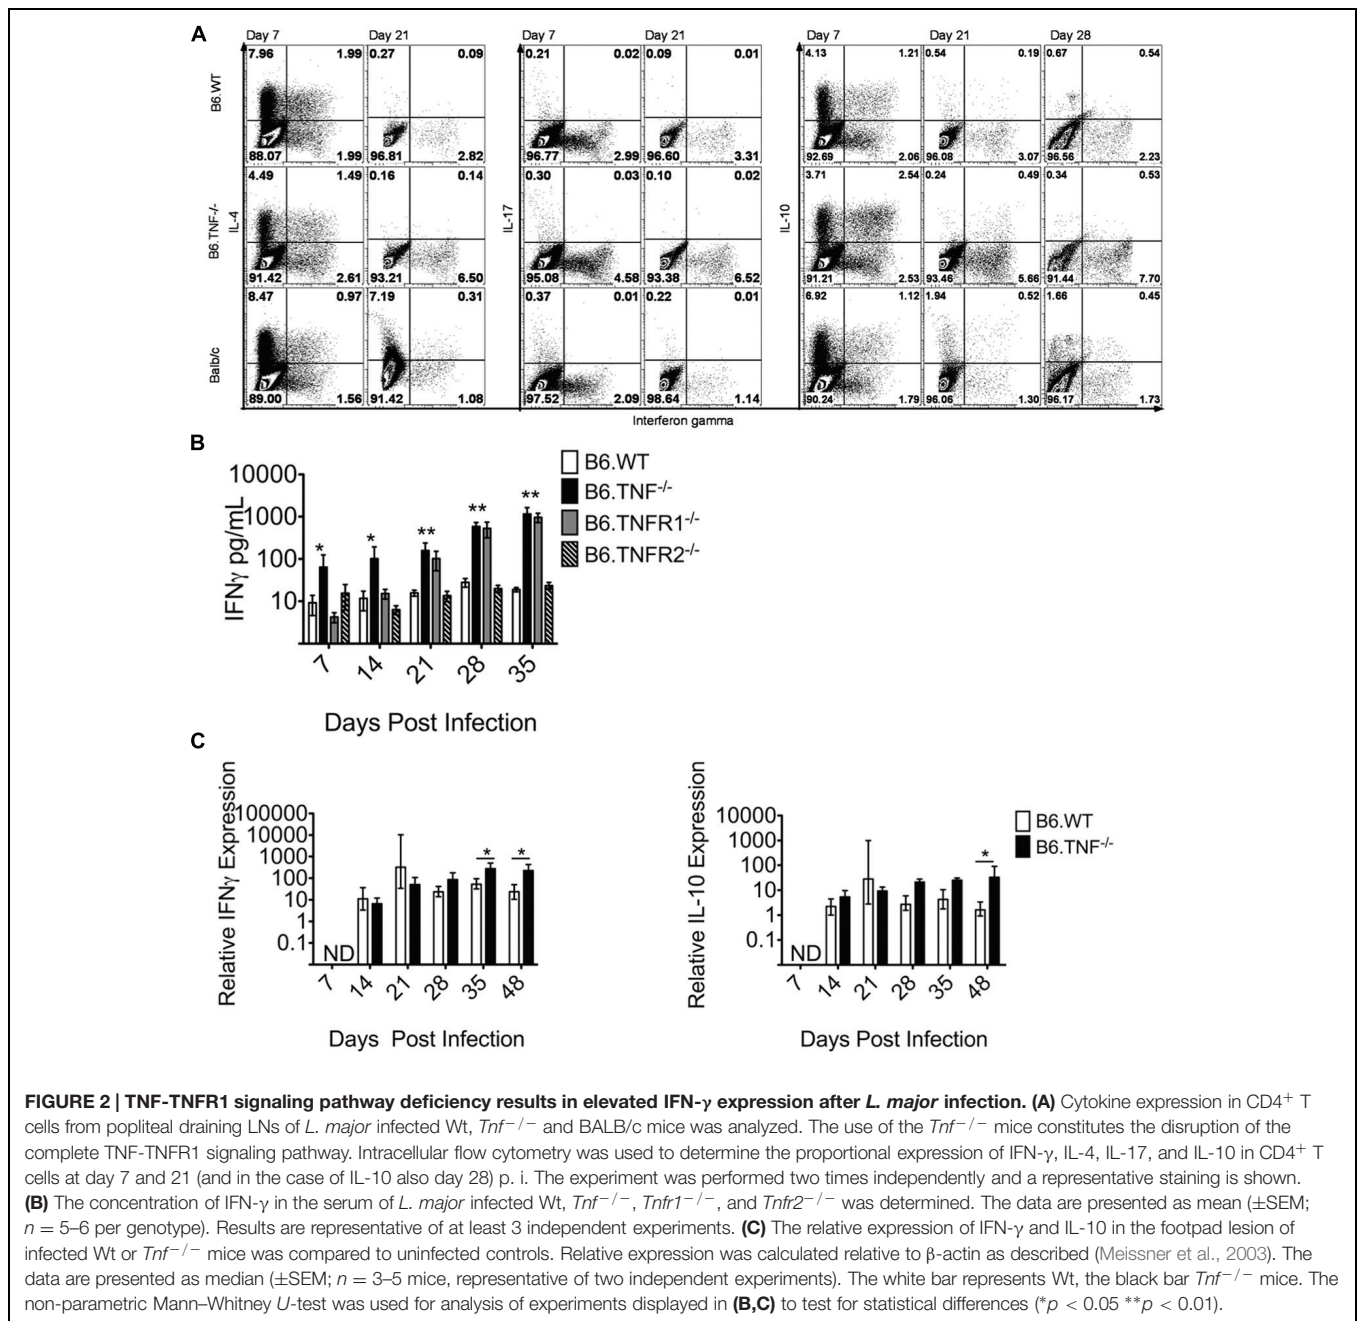 A
Day 7 Day 21 Day 7 Day 21 Day 7 Day 21 Day 28
B6.WT
7.96 1.99 0.27 0.09 0.21 0.02 0.09 0.01 4.13 1.21 0.54 0.19 0.67 0.54
88.07 1.99 96.81 2.82 96.77 2.99 96.60 3.31 92.69 2.06 96.08 3.07 96.56 2.23
B6.TNF-/-
IL-4
IL-17
IL-10
4.49 1.49 0.16 0.14 0.30 0.03 0.10 0.02 3.71 2.54 0.24 0.49 0.34 0.53
91.42 2.61 93.21 6.50 95.08 4.58 93.38 6.52 91.21 2.53 93.46 5.66 91.44 7.70
Balb/c
8.47 0.97 7.19 0.31 0.37 0.01 0.22 0.01 6.92 1.12 1.94 0.52 1.66 0.45
89.00 1.56 91.42 1.08 97.52 2.09 98.64 1.14 90.24 1.79 96.06 1.30 96.17 1.73
Interferon gamma
B
IFNγ pg/mL
10000
1000
100
10
* * ** ** **
7 14 21 28 35
Days Post Infection
B6.WT
B6.TNF-/-
B6.TNFR1-/-
B6.TNFR2-/-
C
Relative IFNγ Expression
100000
10000
1000
100
10
1
0.1
ND
* *
7 14 21 28 35 48
Days Post Infection
Relative IL-10 Expression
10000
1000
100
10
1
0.1
ND
*
7 14 21 28 35 48
Days Post Infection
B6.WT
B6.TNF-/-
FIGURE 2 | TNF-TNFR1 signaling pathway deficiency results in elevated IFN-γ expression after L. major infection. (A) Cytokine expression in CD4+ T
cells from popliteal draining LNs of L. major infected Wt, Tnf−/− and BALB/c mice was analyzed. The use of the Tnf−/− mice constitutes the disruption of the
complete TNF-TNFR1 signaling pathway. Intracellular flow cytometry was used to determine the proportional expression of IFN-γ, IL-4, IL-17, and IL-10 in CD4+ T
cells at day 7 and 21 (and in the case of IL-10 also day 28) p. i. The experiment was performed two times independently and a representative staining is shown.
(B) The concentration of IFN-γ in the serum of L. major infected Wt, Tnf−/−, Tnfr1−/−, and Tnfr2−/− was determined. The data are presented as mean (±SEM;
n = 5–6 per genotype). Results are representative of at least 3 independent experiments. (C) The relative expression of IFN-γ and IL-10 in the footpad lesion of
infected Wt or Tnf−/− mice was compared to uninfected controls. Relative expression was calculated relative to β-actin as described (Meissner et al., 2003). The
data are presented as median (±SEM; n = 3–5 mice, representative of two independent experiments). The white bar represents Wt, the black bar Tnf−/− mice. The
non-parametric Mann–Whitney U-test was used for analysis of experiments displayed in (B,C) to test for statistical differences (*p < 0.05 **p < 0.01).